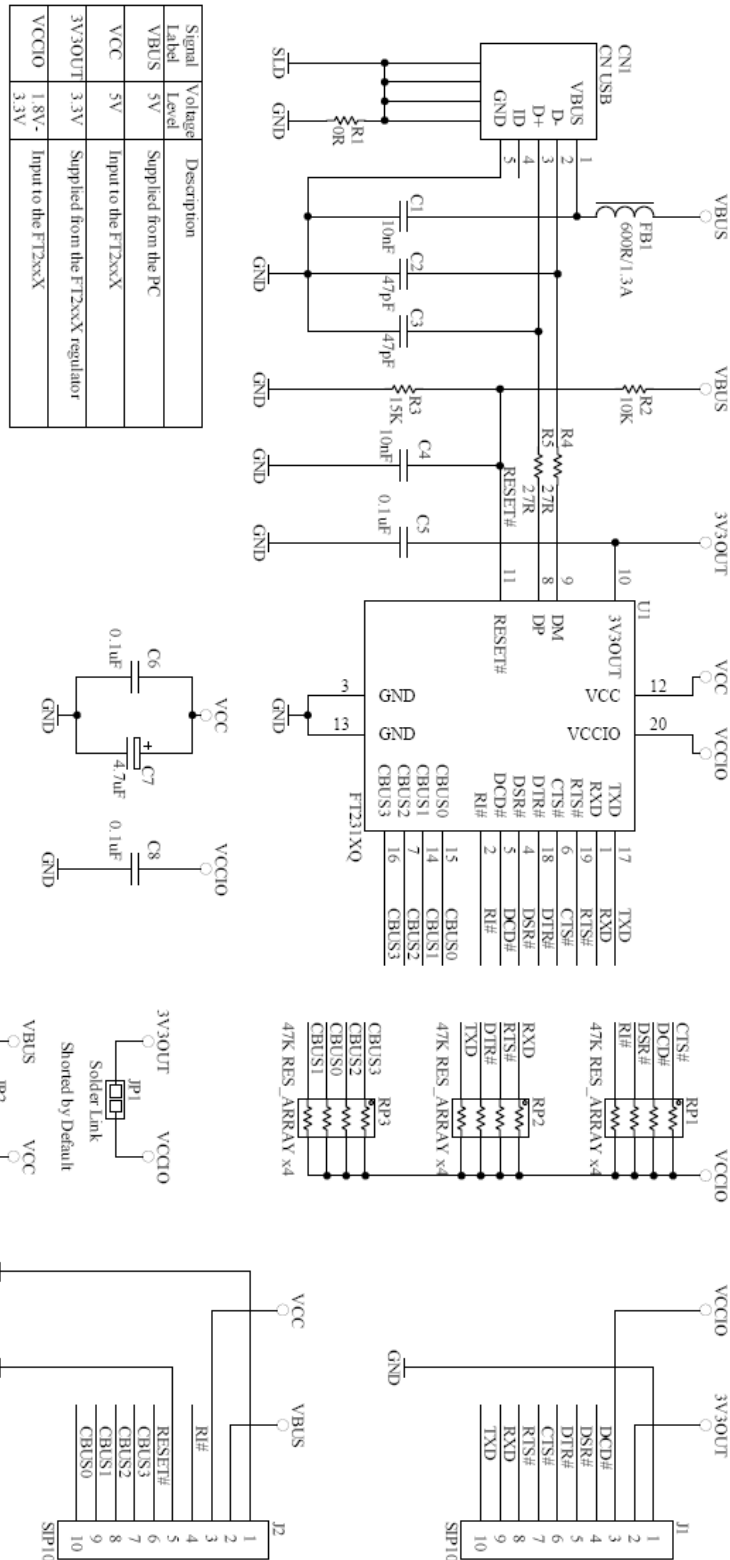 CN1
CN USB
VBUS
D-
D+
ID
GND
1
2
3
4
5
SLD
GND
R1
0R
VBUS
FB1
600R/1.3A
C1
10nF
C2
47pF
C3
47pF
GND
VBUS
R2
10K
R3
15K
GND
C4
10nF
GND
R4
27R
R5
27R
RESET#
3V3OUT
C5
0.1uF
GND
10
9
8
11
U1
3V3OUT
DM
DP
RESET#
VCC
12
VCC
VCCIO
20
VCCIO
GND
3
GND
13
GND
TXD
RXD
RTS#
CTS#
DTR#
DSR#
DCD#
RI#
CBUS0
CBUS1
CBUS2
CBUS3
FT231XQ
17
1
19
6
18
4
5
2
15
14
7
16
TXD
RXD
RTS#
CTS#
DTR#
DSR#
DCD#
RI#
CBUS0
CBUS1
CBUS2
CBUS3
CTS#
DCD#
DSR#
RI#
RP1
47K RES_ARRAY x4
RXD
RTS#
DTR#
TXD
RP2
47K RES_ARRAY x4
CBUS3
CBUS2
CBUS0
CBUS1
RP3
47K RES_ARRAY x4
VCCIO
VCCIO
3V3OUT
GND
DCD#
DSR#
DTR#
CTS#
RTS#
RXD
TXD
J1
1
2
3
4
5
6
7
8
9
10
SIP10
VCC
VBUS
RI#
RESET#
CBUS3
CBUS2
CBUS1
CBUS0
J2
1
2
3
4
5
6
7
8
9
10
SIP10
Signal Label Voltage Level Description
VBUS 5V Supplied from the PC
VCC 5V Input to the FT2xxX
3V3OUT 3.3V Supplied from the FT2xxX regulator
VCCIO 1.8V-3.3V Input to the FT2xxX
VCC
C6
0.1uF
C7
+
4.7uF
GND
VCCIO
C8
0.1uF
GND
3V3OUT
VCCIO
JP1
Solder Link
Shorted by Default
VBUS
VCC